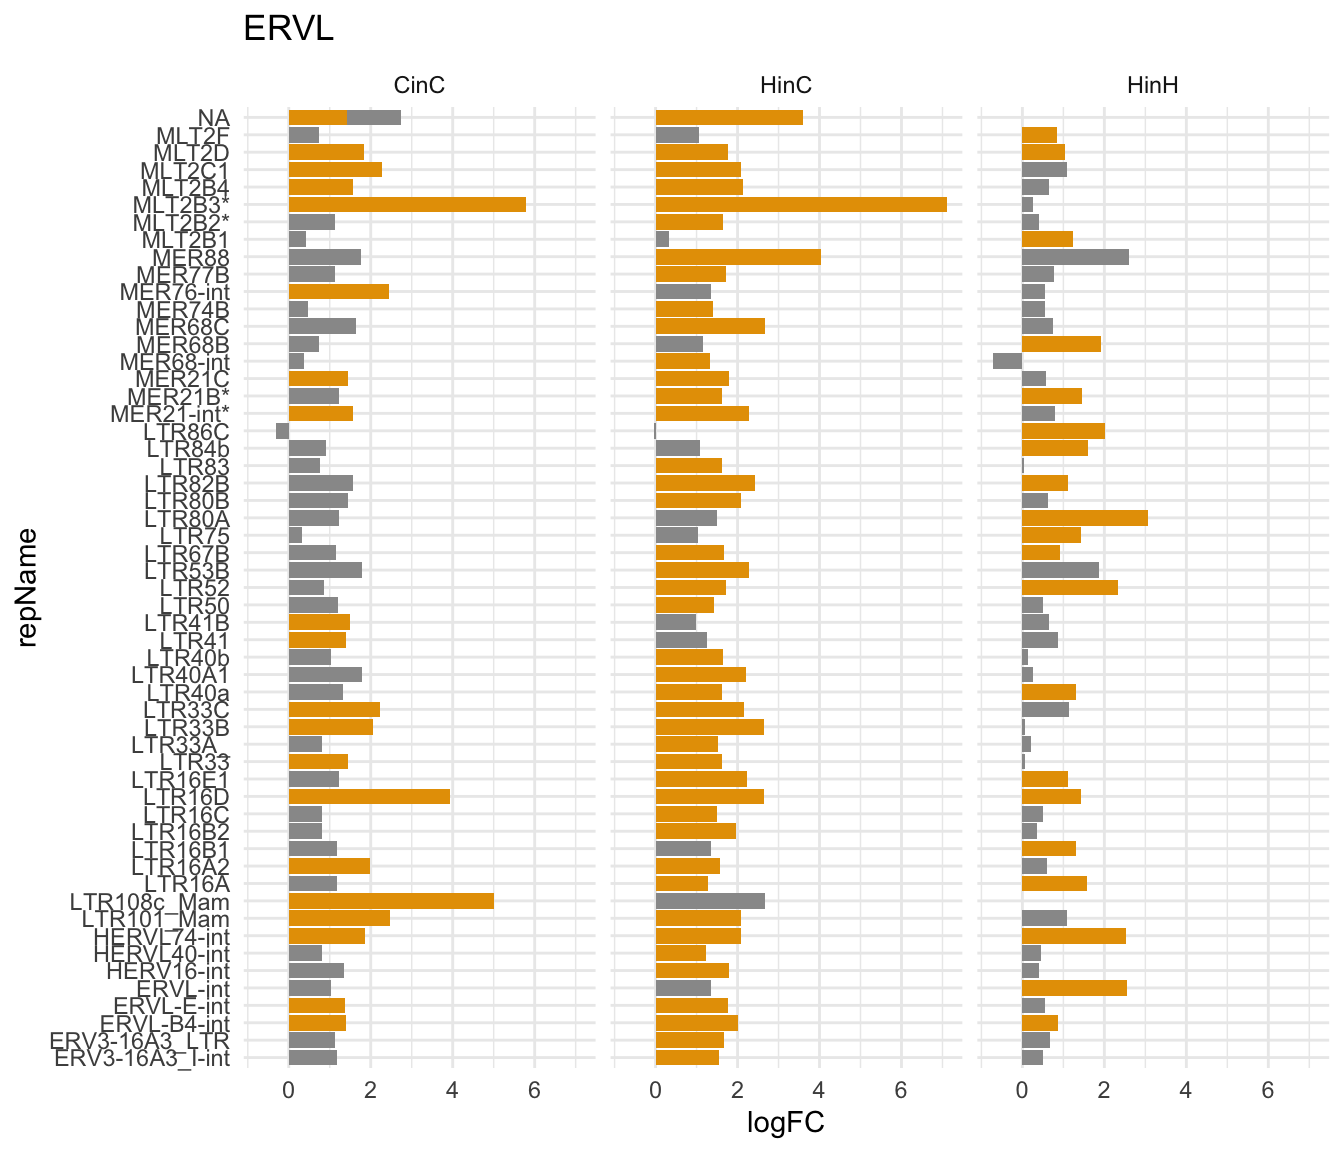 ERVL
CinC HinC HinH
NA
MLT2F
MLT2D
MLT2C1
MLT2B4
MLT2B3*
MLT2B2*
MLT2B1
MER88
MER77B
MER76-int
MER74B
MER68C
MER68B
MER68-int
MER21C
MER21B*
MER21-int*
LTR86C
LTR84b
LTR83
LTR82B
LTR80B
LTR80A
LTR75
LTR67B
LTR53B
LTR52
LTR50
LTR41B
LTR41
LTR40b
LTR40A1
LTR40a
LTR33C
LTR33B
LTR33A_
LTR33
LTR16E1
LTR16D
LTR16C
LTR16B2
LTR16B1
LTR16A2
LTR16A
LTR108c_Mam
LTR101_Mam
HERVL74-int
HERVL40-int
HERV16-int
ERVL-int
ERVL-E-int
ERVL-B4-int
ERV3-16A3_LTR
ERV3-16A3_I-int
repName
0 2 4 6 0 2 4 6 0 2 4 6
logFC